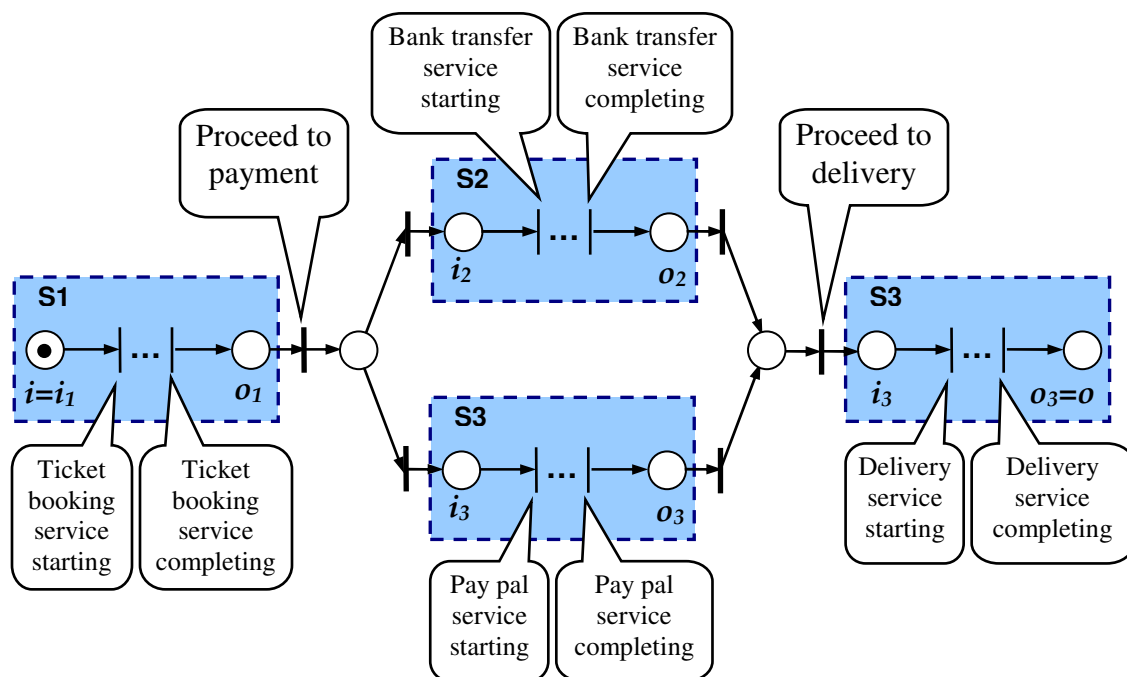 Bank transfer
service
starting
Bank transfer
service
completing
Proceed to
payment
Proceed to
delivery
S2
...
i2
o2
S1
...
i=i1
o1
S3
...
i3
o3=o
S3
...
i3
o3
Ticket
booking
service
starting
Ticket
booking
service
completing
Delivery
service
starting
Delivery
service
completing
Pay pal
service
starting
Pay pal
service
completing